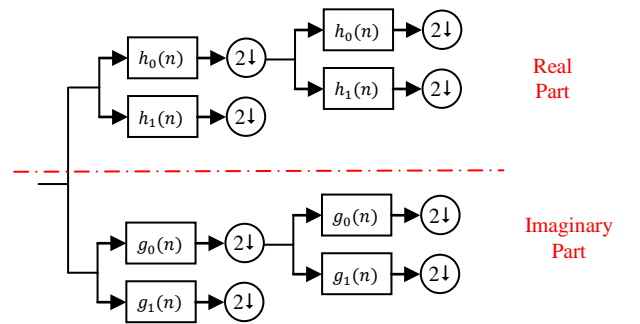 h₀(n) 2↓ h₀(n) 2↓
h₁(n) 2↓ h₁(n) 2↓
Real
Part
g₀(n) 2↓ g₀(n) 2↓
g₁(n) 2↓ g₁(n) 2↓
Imaginary
Part